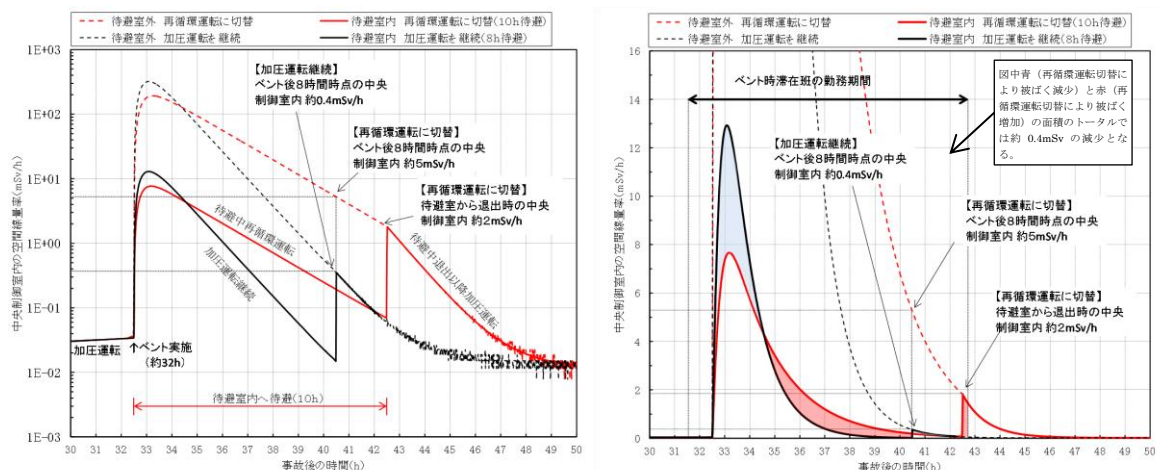 待避室外 再循環運転に切替
待避室内 再循環運転に切替(10h待避)
待避室外 加圧運転を継続
待避室内 加圧運転を継続(8h待避)
中央制御室内の空間線量率(mSv/h)
1E+03
1E+02
1E+01
1E+00
1E-01
1E-02
1E-03
【加圧運転継続】
ベント後8時間時点の中央
制御室内 約0.4mSv/h
【再循環運転に切替】
ベント後8時間時点の中央
制御室内 約5mSv/h
【再循環運転に切替】
待避室から退出時の中央
制御室内 約2mSv/h
待避中再循環運転
加圧運転継続
待避中退出以降加圧運転
加圧運転
↑ベント実施
(約32h)
待避室内へ待避(10h)
30 31 32 33 34 35 36 37 38 39 40 41 42 43 44 45 46 47 48 49 50
事故後の時間(h)
待避室外 再循環運転に切替
待避室内 再循環運転に切替(10h待避)
待避室外 加圧運転を継続
待避室内 加圧運転を継続(8h待避)
中央制御室内の空間線量率(mSv/h)
16
14
12
10
8
6
4
2
0
ベント時滞在班の勤務期間
図中青（再循環運転切替に
より被ばく減少）と赤（再
循環運転切替により被ばく
増加）の面積のトータルで
は約 0.4mSv の減少とな
る。
【加圧運転継続】
ベント後8時間時点の中央
制御室内 約0.4mSv/h
【再循環運転に切替】
ベント後8時間時点の中央
制御室内 約5mSv/h
【再循環運転に切替】
待避室から退出時の中央
制御室内 約2mSv/h
30 31 32 33 34 35 36 37 38 39 40 41 42 43 44 45 46 47 48 49 50
事故後の時間(h)